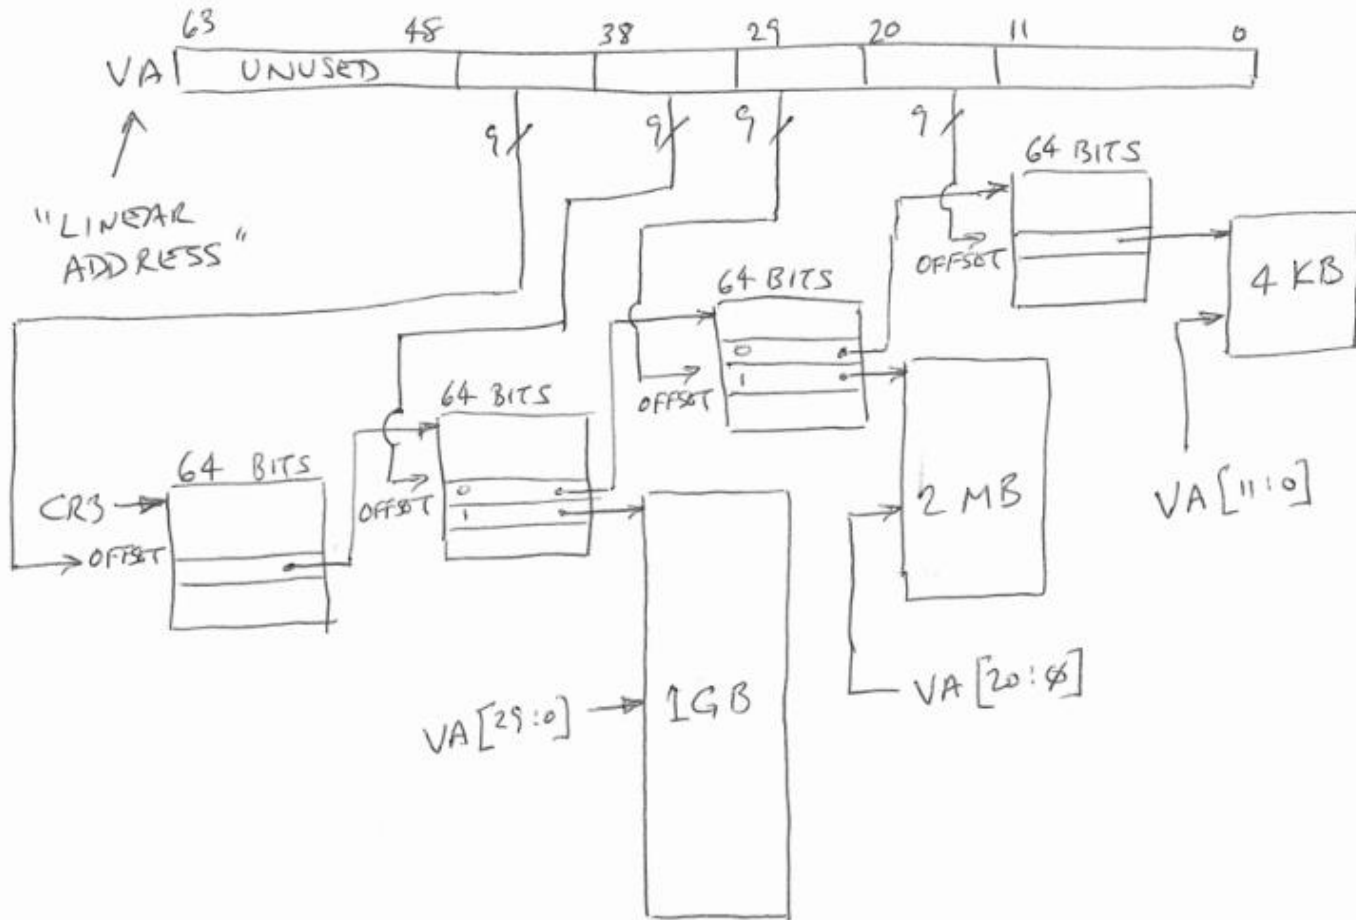 63 48 38 29 20 11 0
VA UNUSED
9 9 9 9
"LINEAR
ADDRESS"
64 BITS
OFFSET
4 KB
64 BITS
0
1
OFFSET
64 BITS
0
1
OFFSET
2 MB
VA [11:0]
64 BITS
CR3
OFFSET
1GB
VA [29:0]
VA [20:0]